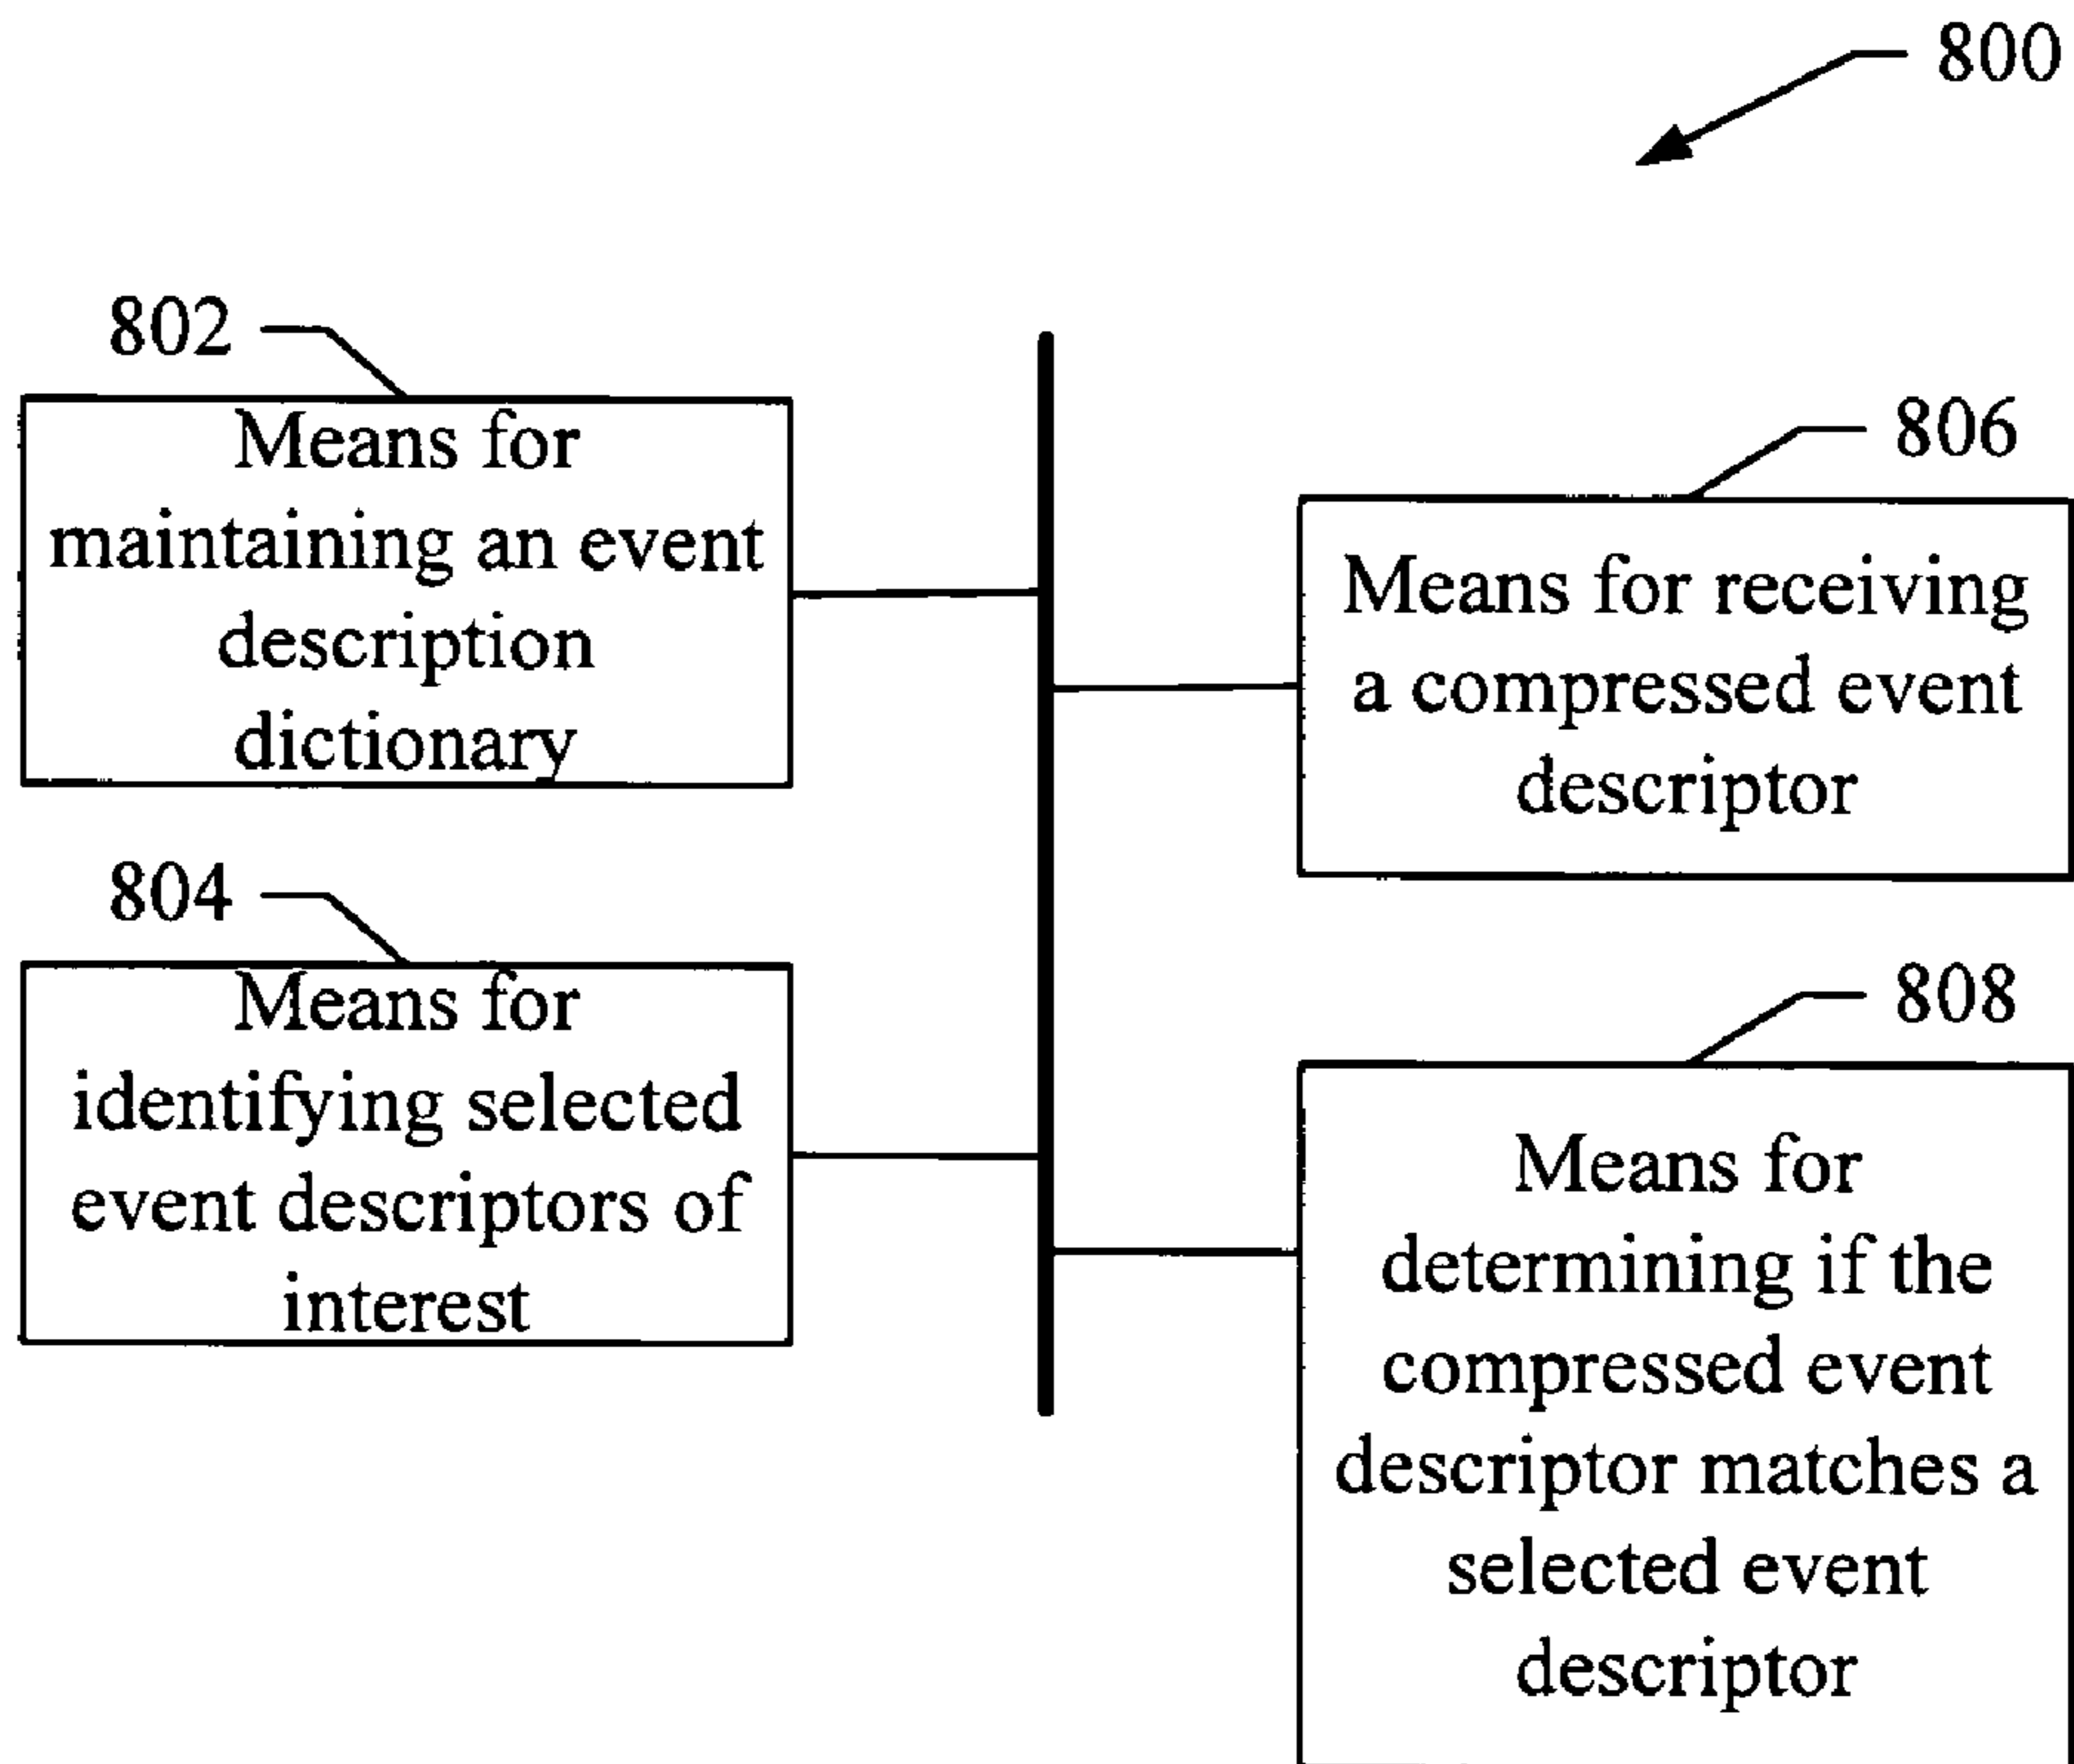 800
802
Means for
maintaining an event
description
dictionary
804
Means for
identifying selected
event descriptors of
interest
806
Means for receiving
a compressed event
descriptor
808
Means for
determining if the
compressed event
descriptor matches a
selected event
descriptor